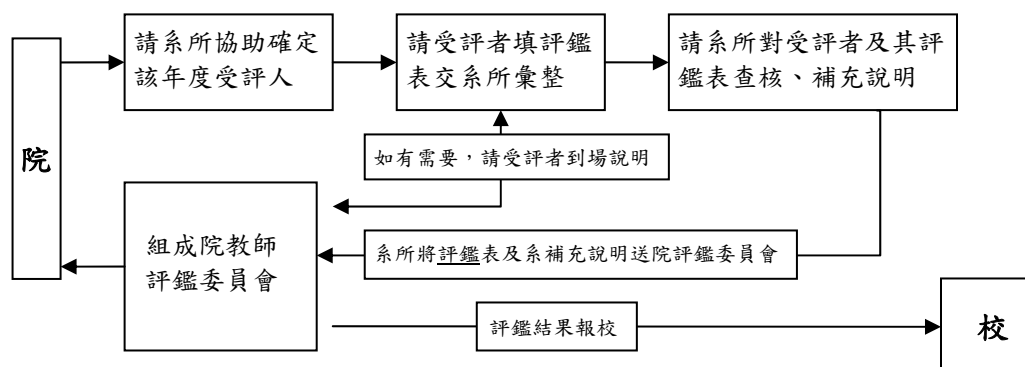 請系所協助確定
該年度受評人
請受評者填評鑑
表交系所彙整
請系所對受評者及其評
鑑表查核、補充說明
院
如有需要，請受評者到場說明
組成院教師
評鑑委員會
系所將評鑑表及系補充說明送院評鑑委員會
評鑑結果報校
校